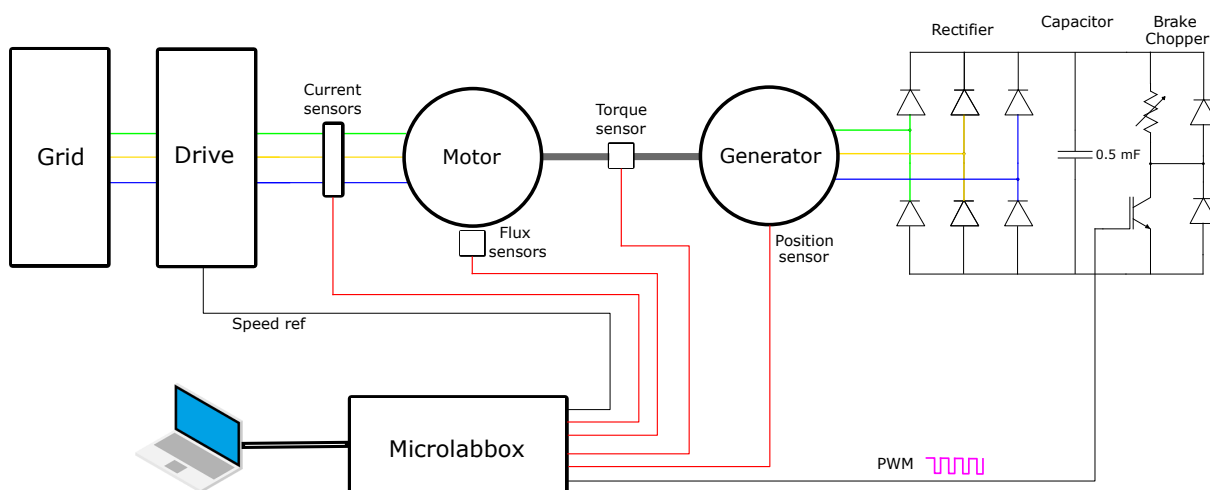 Rectifier
Capacitor
Brake
Chopper
Current
sensors
Torque
sensor
Grid
Drive
Motor
Generator
0.5 mF
Flux
sensors
Position
sensor
Speed ref
Microlabbox
PWM